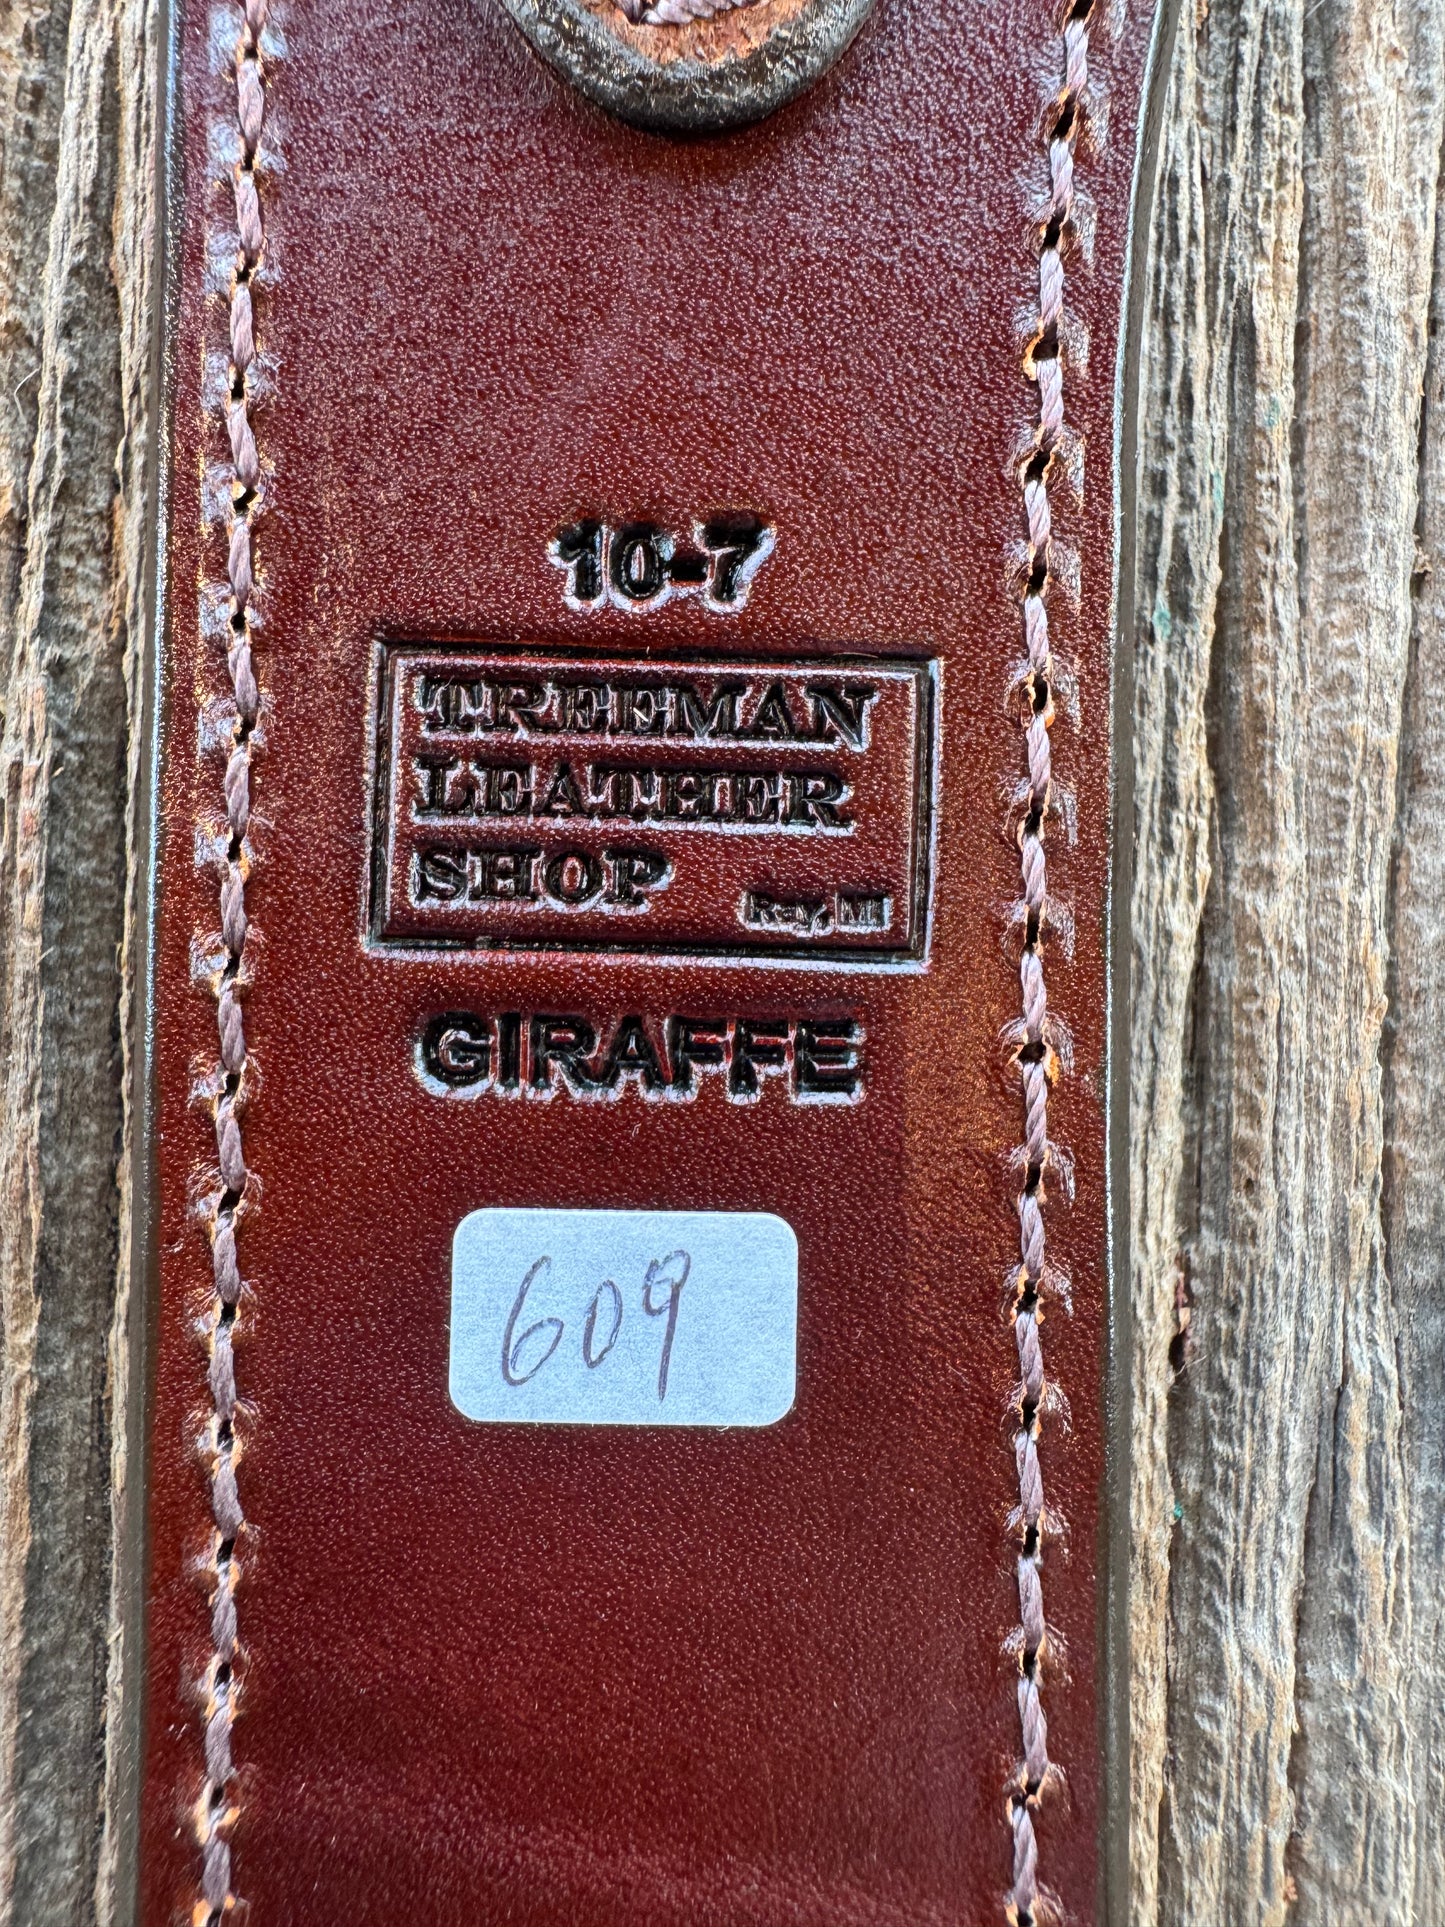 10-7
TREEMAN
LEATHER
SHOP Ray, MI
GIRAFFE
609